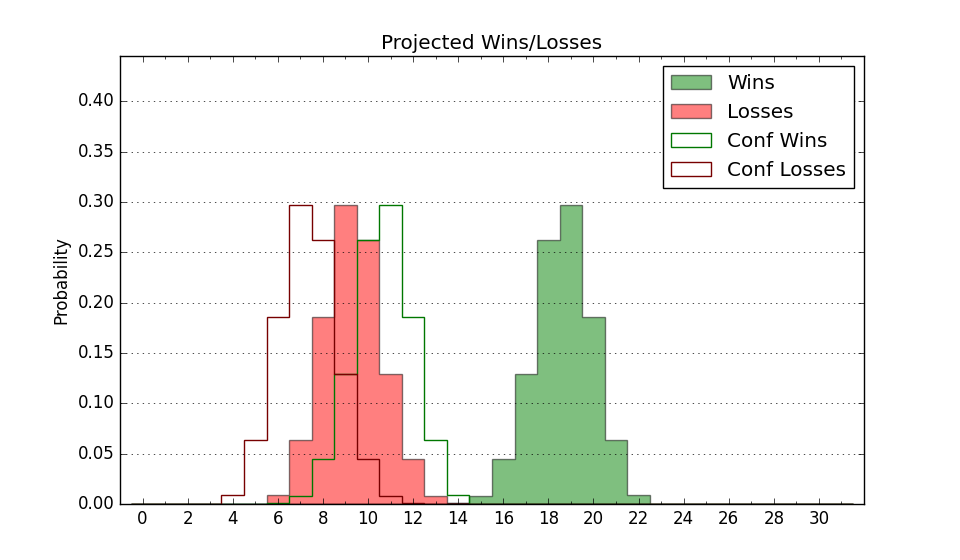 Projected Wins/Losses
Wins
Losses
Conf Wins
Conf Losses
Probability
0.40
0.35
0.30
0.25
0.20
0.15
0.10
0.05
0.00
0 2 4 6 8 10 12 14 16 18 20 22 24 26 28 30